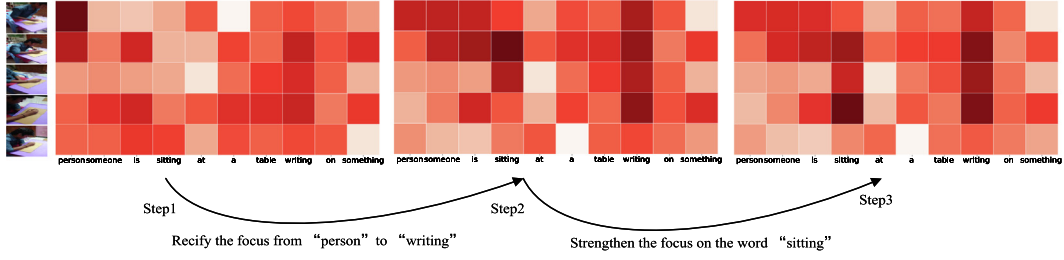 personsomeone is sitting at a table writing on something
personsomeone is sitting at a table writing on something
personsomeone is sitting at a table writing on something
Step1
Step2
Step3
Recify the focus from “person” to “writing”
Strengthen the focus on the word “sitting”